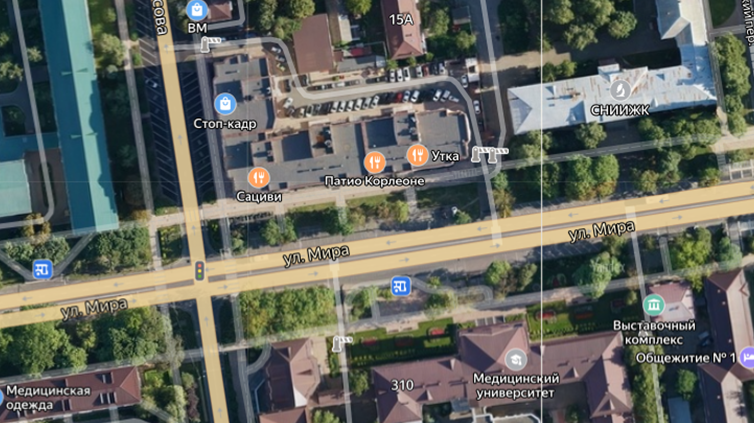 сова
ВМ
15А
Стоп-кадр
СНИИЖК
Утка
Патио Корлеоне
Сациви
ул. Мира
ул. Мира
ул. Мира
Выставочный
комплекс
Общежитие № 1
Медицинский
университет
310
Медицинская
одежда